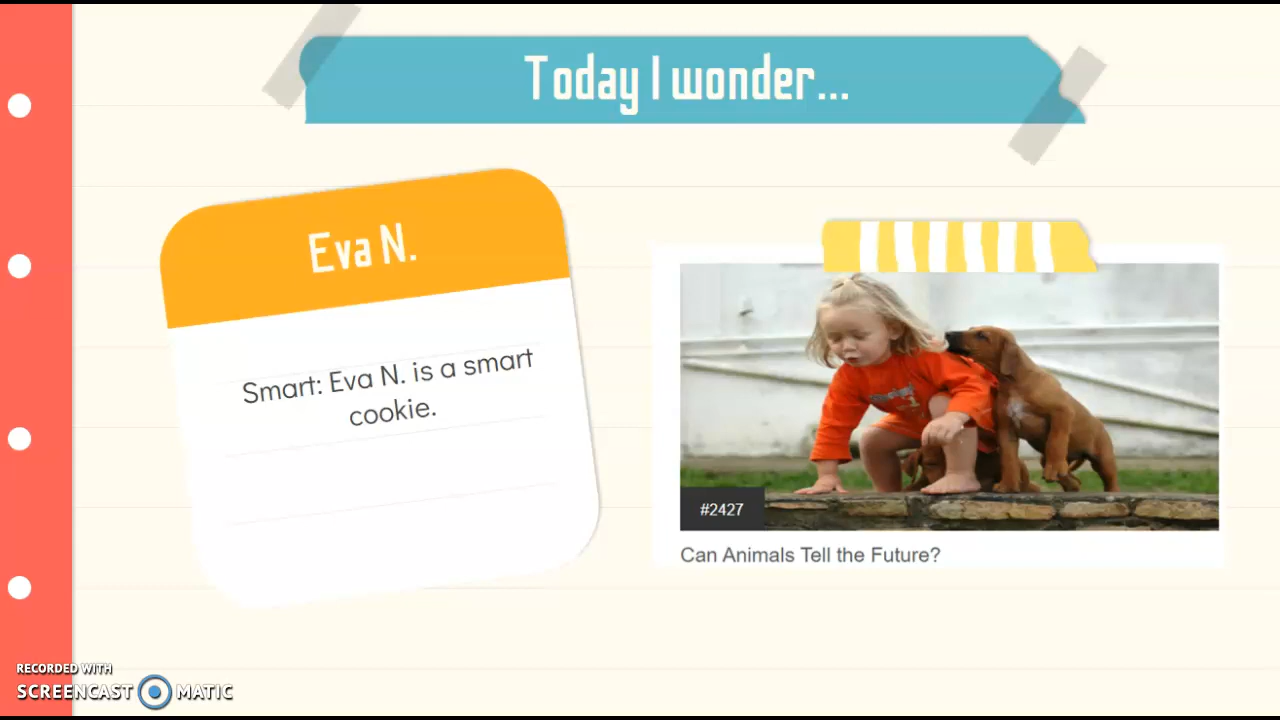 Today I wonder...
Eva N.
Smart: Eva N. is a smart
cookie.
#2427
Can Animals Tell the Future?
RECORDED WITH
SCREENCAST MATIC